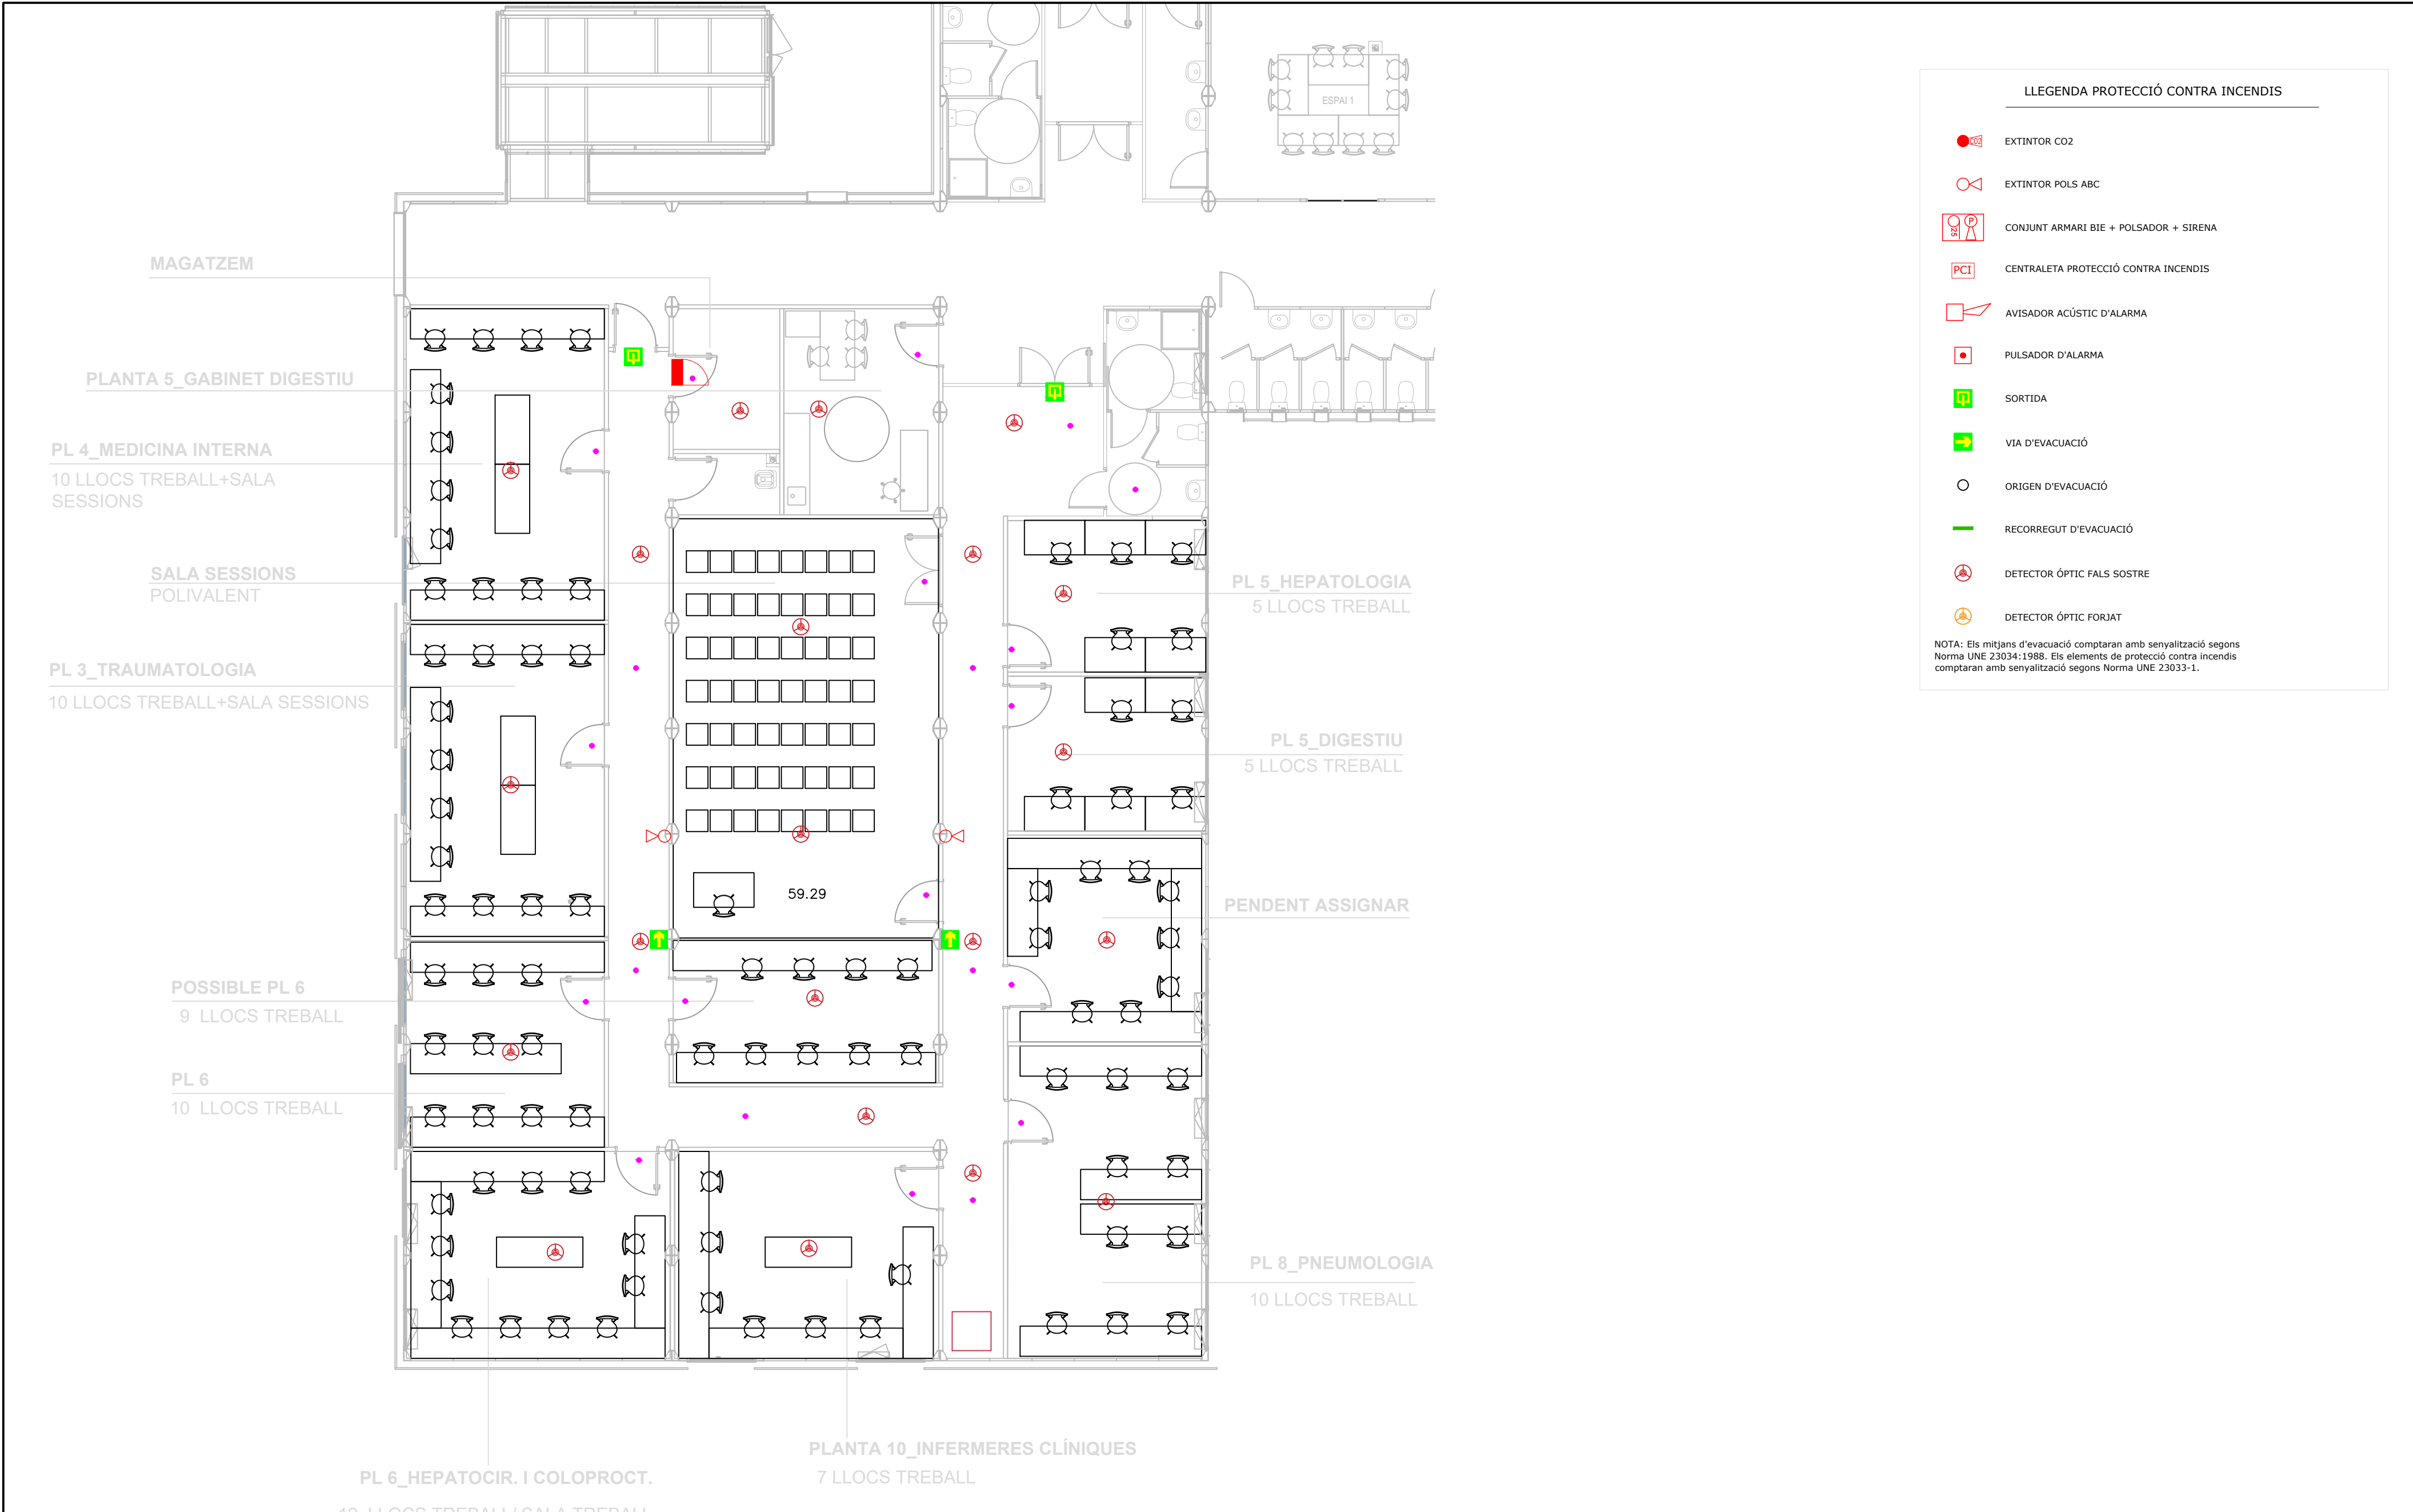 ESPAI 1
MAGATZEM
PLANTA 5_GABINET DIGESTIU
PL 4_MEDICINA INTERNA
10 LLOCS TREBALL+SALA
SESSIONS
SALA SESSIONS
POLIVALENT
PL 3_TRAUMATOLOGIA
10 LLOCS TREBALL+SALA SESSIONS
POSSIBLE PL 6
9 LLOCS TREBALL
PL 6
10 LLOCS TREBALL
59.29
PL 5_HEPATOLOGIA
5 LLOCS TREBALL
PL 5_DIGESTIU
5 LLOCS TREBALL
PENDENT ASSIGNAR
PL 8_PNEUMOLOGIA
10 LLOCS TREBALL
PLANTA 10_INFERMERES CLÍNIQUES
7 LLOCS TREBALL
PL 6_HEPATOCIR. I COLOPROCT.
LLOCS TREBALL/ SALA TREBALL
LLEGENDA PROTECCIÓ CONTRA INCENDIS
CO2
EXTINTOR CO2
EXTINTOR POLS ABC
25 P
CONJUNT ARMARI BIE + POLSADOR + SIRENA
PCI
CENTRALETA PROTECCIÓ CONTRA INCENDIS
AVISADOR ACÚSTIC D'ALARMA
PULSADOR D'ALARMA
SORTIDA
VIA D'EVACUACIÓ
ORIGEN D'EVACUACIÓ
RECORREGUT D'EVACUACIÓ
DETECTOR ÓPTIC FALS SOSTRE
DETECTOR ÓPTIC FORJAT
NOTA: Els mitjans d'evacuació comptaran amb senyalització segons
Norma UNE 23034:1988. Els elements de protecció contra incendis
comptaran amb senyalització segons Norma UNE 23033-1.